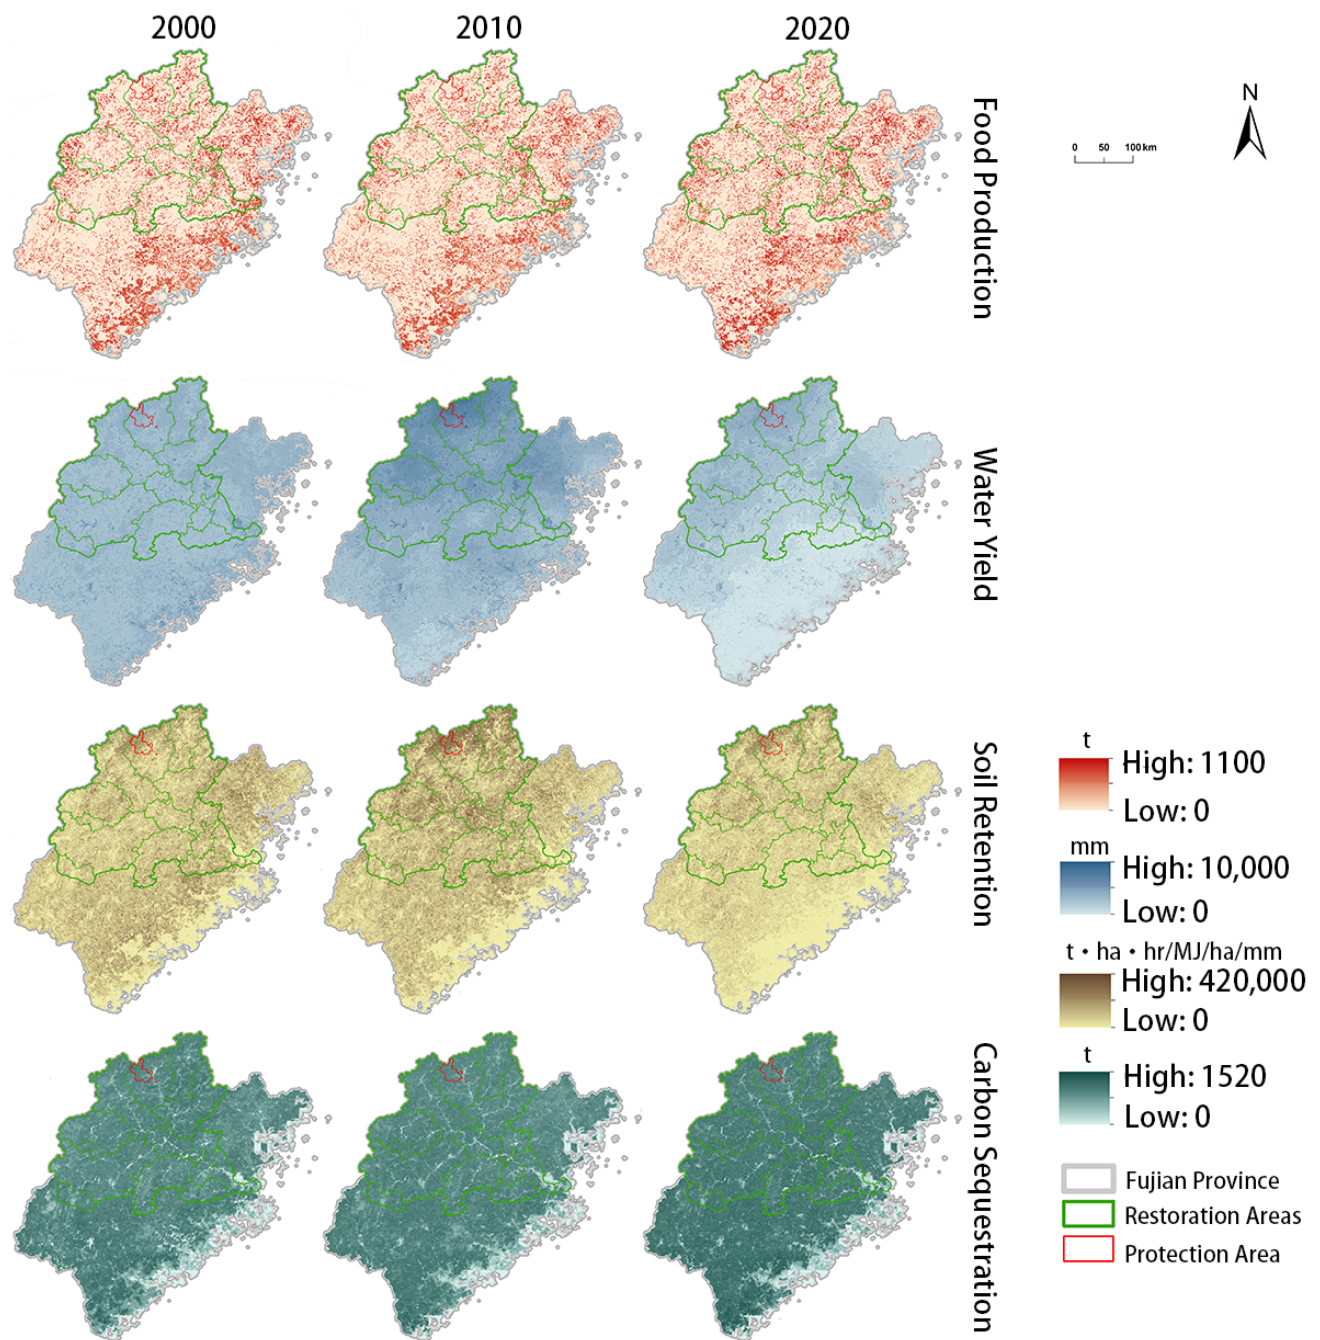 2000
2010
2020
Food Production
N
0 50 100 km
Water Yield
Soil Retention
t
High: 1100
Low: 0
mm
High: 10,000
Low: 0
t・ha・hr/MJ/ha/mm
High: 420,000
Low: 0
Carbon Sequestration
t
High: 1520
Low: 0
Fujian Province
Restoration Areas
Protection Area